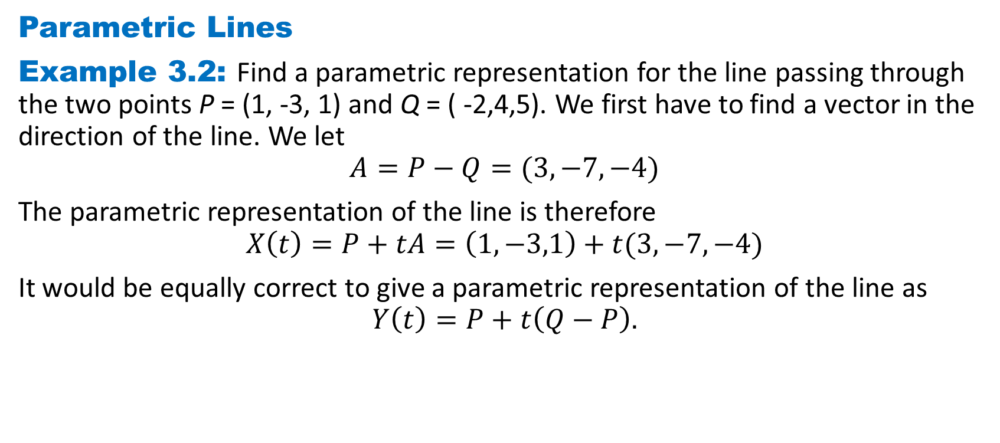 Parametric Lines
Example 3.2: Find a parametric representation for the line passing through
the two points P = (1, -3, 1) and Q = ( -2,4,5). We first have to find a vector in the
direction of the line. We let
A = P − Q = (3, −7, −4)
The parametric representation of the line is therefore
X(t) = P + tA = (1, −3,1) + t(3, −7, −4)
It would be equally correct to give a parametric representation of the line as
Y(t) = P + t(Q − P).